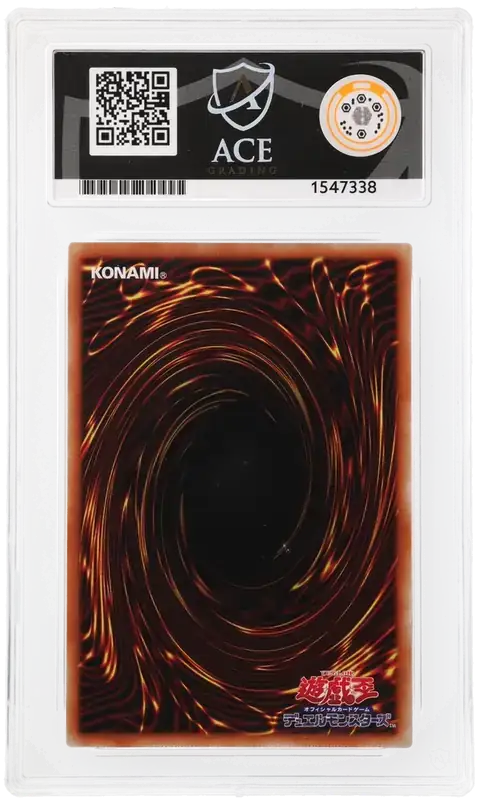 ACE
GRADING
1547338
KONAMI®
遊戯王
オフィシャルカードゲーム
デュエルモンスターズ